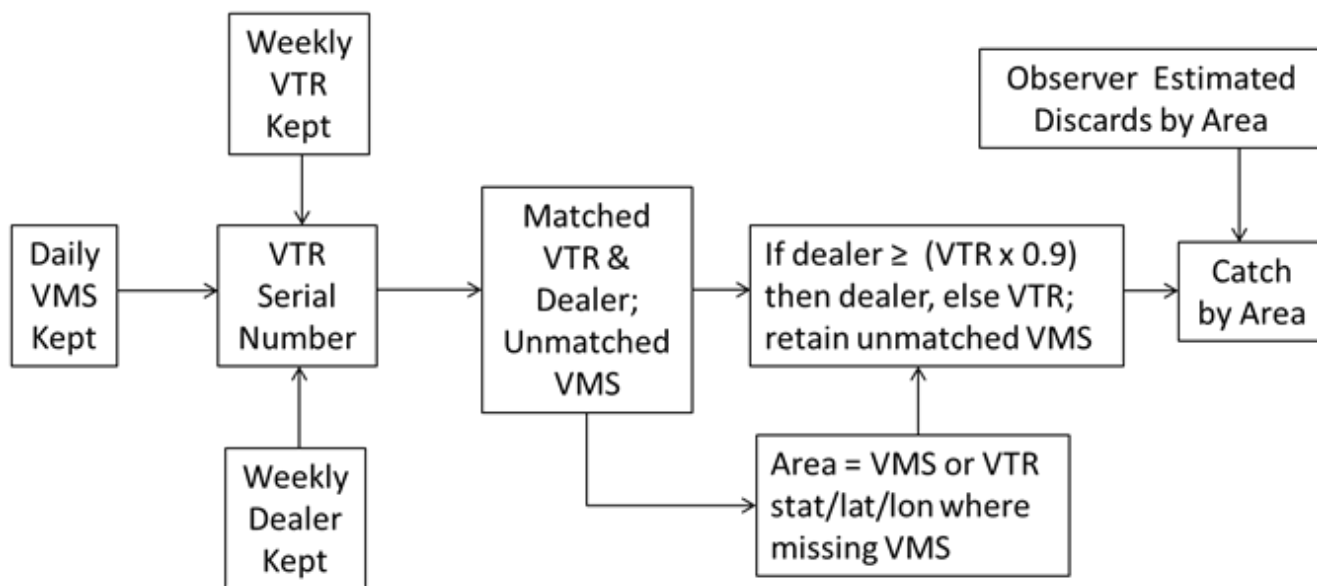 Weekly
VTR
Kept
Observer Estimated
Discards by Area
Daily
VMS
Kept
VTR
Serial
Number
Matched
VTR &
Dealer;
Unmatched
VMS
If dealer ≥ (VTR x 0.9)
then dealer, else VTR;
retain unmatched VMS
Catch
by Area
Weekly
Dealer
Kept
Area = VMS or VTR
stat/lat/lon where
missing VMS